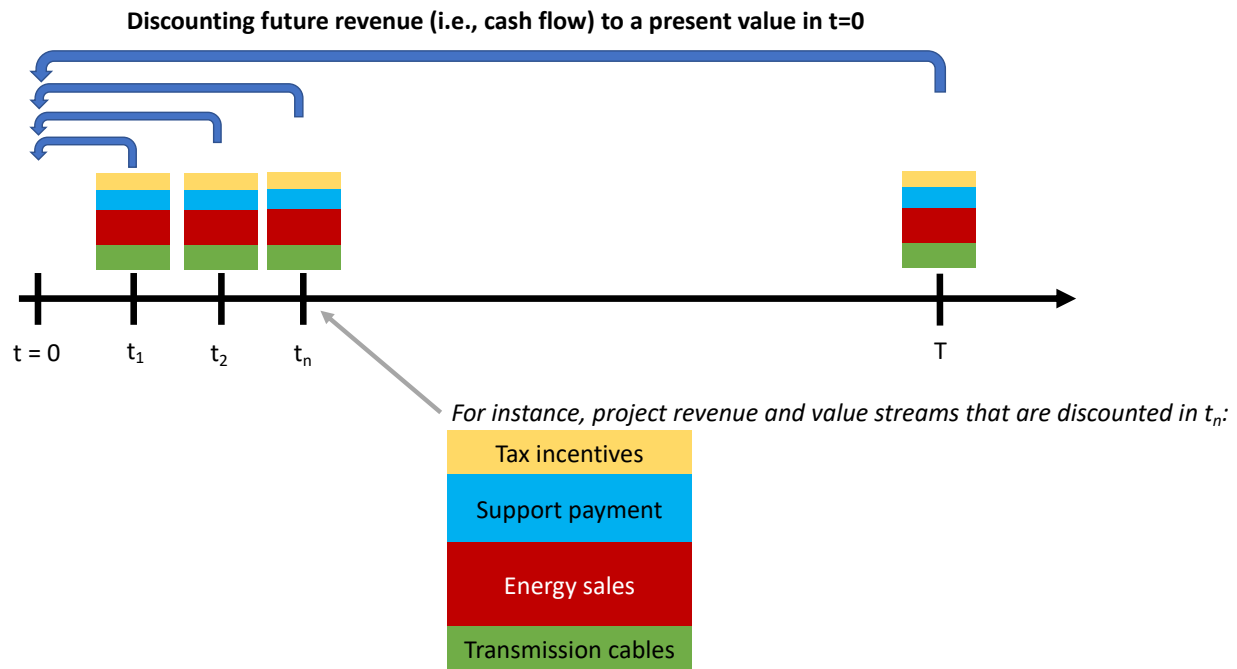 Discounting future revenue (i.e., cash flow) to a present value in t=0
t = 0
t₁
t₂
tₙ
T
For instance, project revenue and value streams that are discounted in tₙ:
Tax incentives
Support payment
Energy sales
Transmission cables